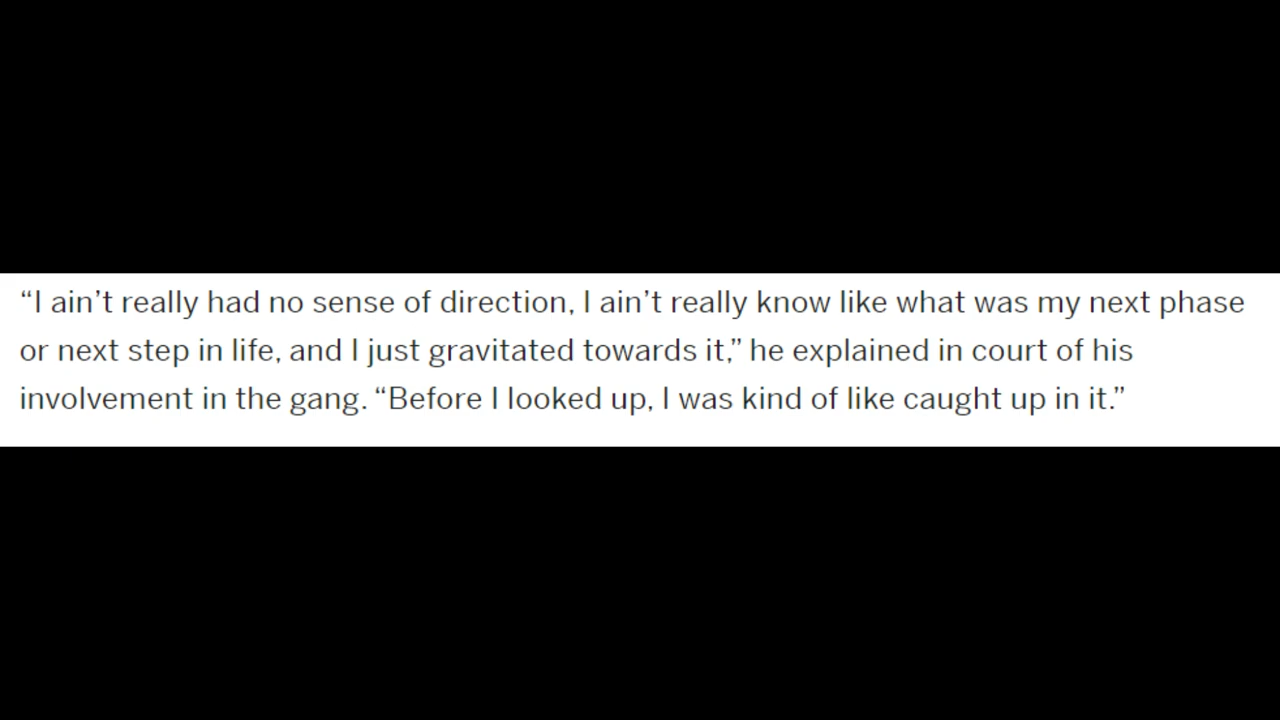 “I ain’t really had no sense of direction, I ain’t really know like what was my next phase
or next step in life, and I just gravitated towards it,” he explained in court of his
involvement in the gang. “Before I looked up, I was kind of like caught up in it.”